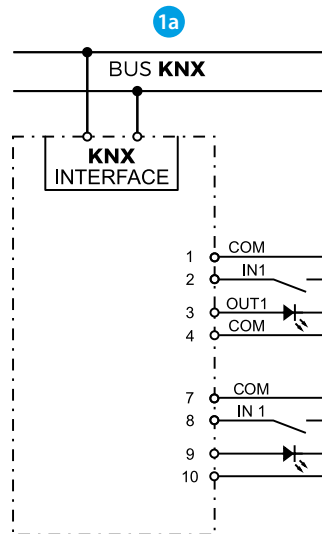 1a
BUS KNX
KNX
INTERFACE
1 COM
2 IN1
3 OUT1
4 COM
7 COM
8 IN 1
9
10